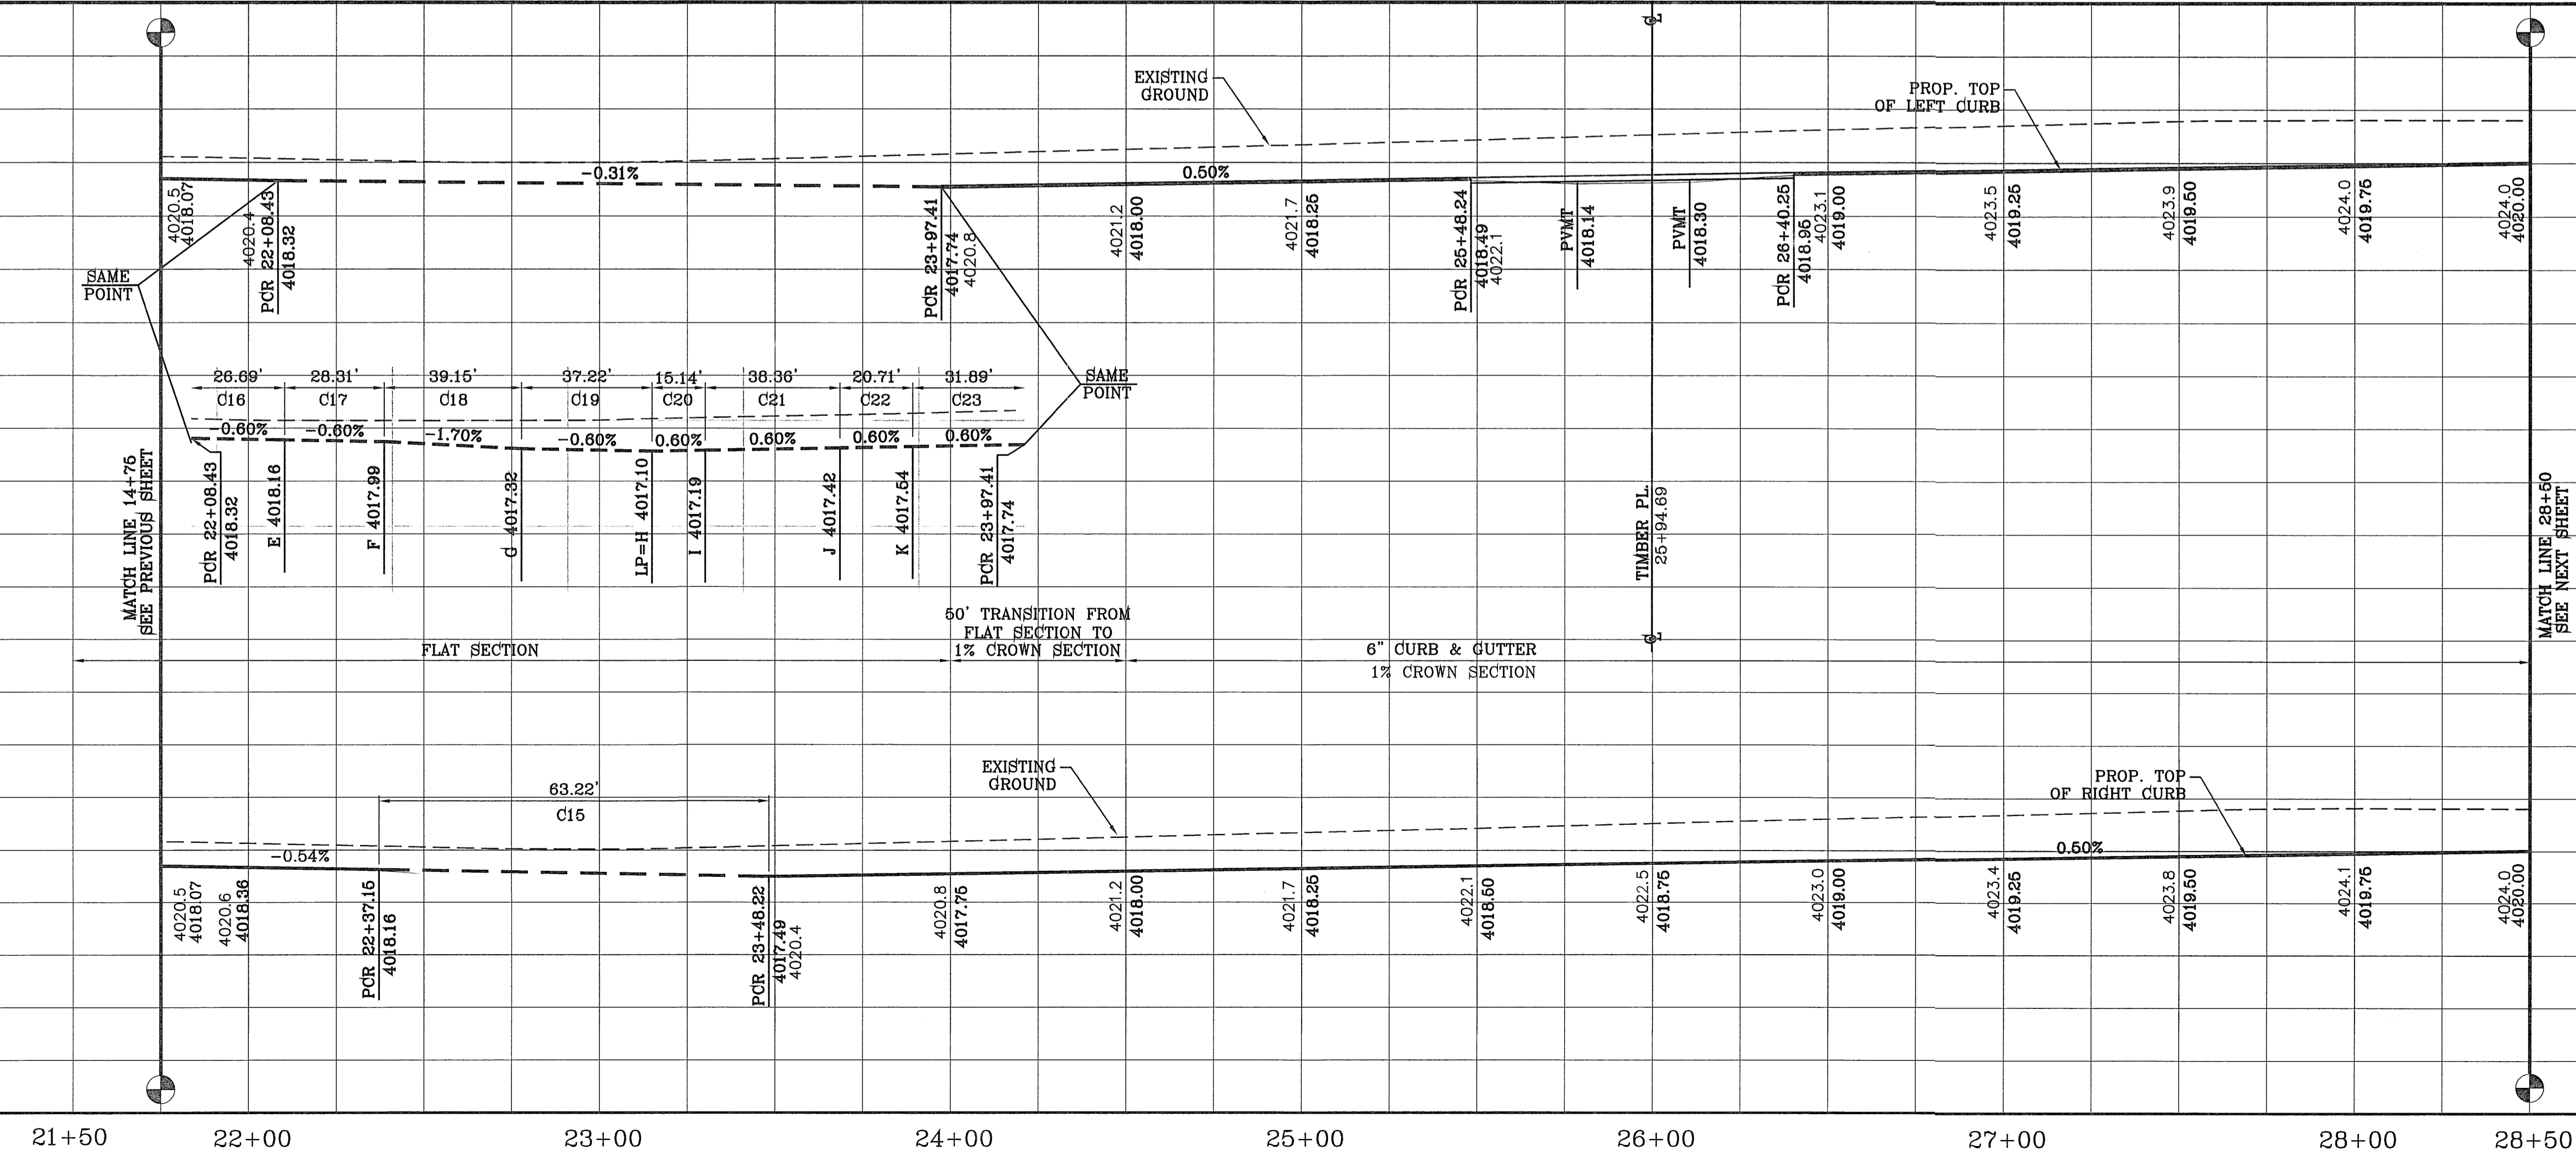 EXISTING
GROUND
PROP. TOP
OF LEFT CURB
-0.31%
0.50%
4020.5
4018.07
4020.4
PCR 22+08.43
4018.32
PCR 23+97.41
4017.74
4020.8
4021.2
4018.00
4021.7
4018.25
PCR 25+48.24
4018.49
4022.1
PVMT
4018.14
PVMT
4018.30
PCR 26+40.25
4018.95
4023.1
4019.00
4023.5
4019.25
4023.9
4019.50
4024.0
4019.75
4024.0
4020.00
SAME
POINT
SAME
POINT
26.69'
28.31'
39.15'
37.22'
15.14'
38.36'
20.71'
31.89'
C16
C17
C18
C19
C20
C21
C22
C23
-0.60%
-0.60%
-1.70%
-0.60%
0.60%
0.60%
0.60%
0.60%
MATCH LINE 14+75
SEE PREVIOUS SHEET
PCR 22+08.43
4018.32
E 4018.16
F 4017.99
G 4017.32
LP=H 4017.10
I 4017.19
J 4017.42
K 4017.54
PCR 23+97.41
4017.74
TIMBER PL.
25+94.69
MATCH LINE 28+50
SEE NEXT SHEET
FLAT SECTION
50' TRANSITION FROM
FLAT SECTION TO
1% CROWN SECTION
6" CURB & GUTTER
1% CROWN SECTION
EXISTING
GROUND
PROP. TOP
OF RIGHT CURB
63.22'
C15
-0.54%
0.50%
4020.5
4018.07
4020.6
4018.36
PCR 22+37.15
4018.16
PCR 23+48.22
4017.49
4020.4
4020.8
4017.75
4021.2
4018.00
4021.7
4018.25
4022.1
4018.50
4022.5
4018.75
4023.0
4019.00
4023.4
4019.25
4023.8
4019.50
4024.1
4019.75
4024.0
4020.00
21+50
22+00
23+00
24+00
25+00
26+00
27+00
28+00
28+50